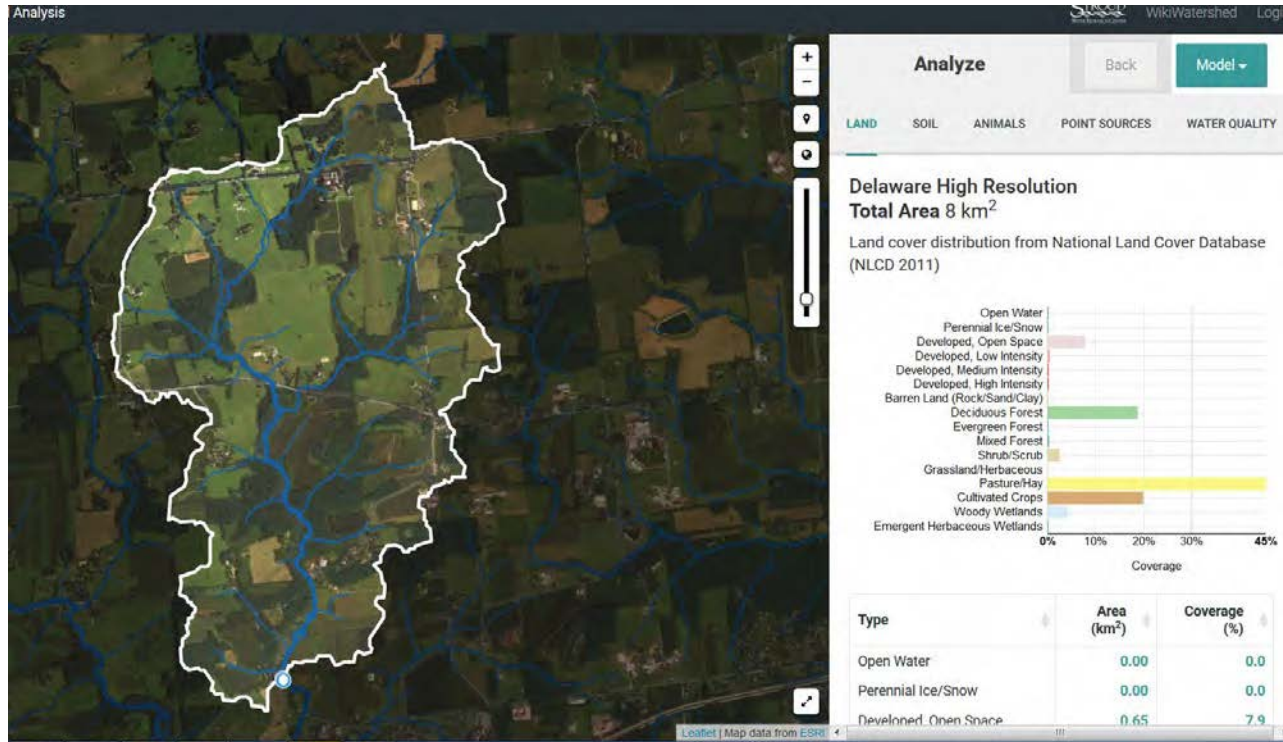 Analysis
WikiWatershed Logi
+
−
Analyze
Back
Model
LAND SOIL ANIMALS POINT SOURCES WATER QUALITY
Delaware High Resolution
Total Area 8 km²
Land cover distribution from National Land Cover Database
(NLCD 2011)
Open Water
Perennial Ice/Snow
Developed, Open Space
Developed, Low Intensity
Developed, Medium Intensity
Developed, High Intensity
Barren Land (Rock/Sand/Clay)
Deciduous Forest
Evergreen Forest
Mixed Forest
Shrub/Scrub
Grassland/Herbaceous
Pasture/Hay
Cultivated Crops
Woody Wetlands
Emergent Herbaceous Wetlands
0% 10% 20% 30% 45%
Coverage
Type Area (km²) Coverage (%)
Open Water 0.00 0.0
Perennial Ice/Snow 0.00 0.0
Developed, Open Space 0.65 7.9
Leaflet | Map data from ESRI